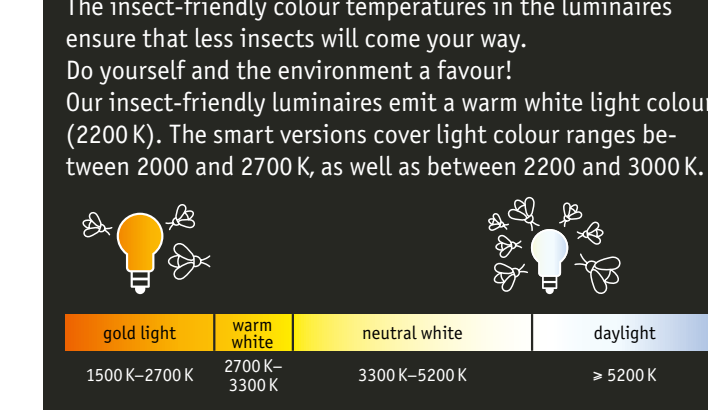 The insect-friendly colour temperatures in the luminaires
ensure that less insects will come your way.
Do yourself and the environment a favour!
Our insect-friendly luminaires emit a warm white light colour
(2200 K). The smart versions cover light colour ranges be-
tween 2000 and 2700 K, as well as between 2200 and 3000 K.
gold light
warm
white
neutral white
daylight
1500 K–2700 K
2700 K–
3300 K
3300 K–5200 K
⩾ 5200 K